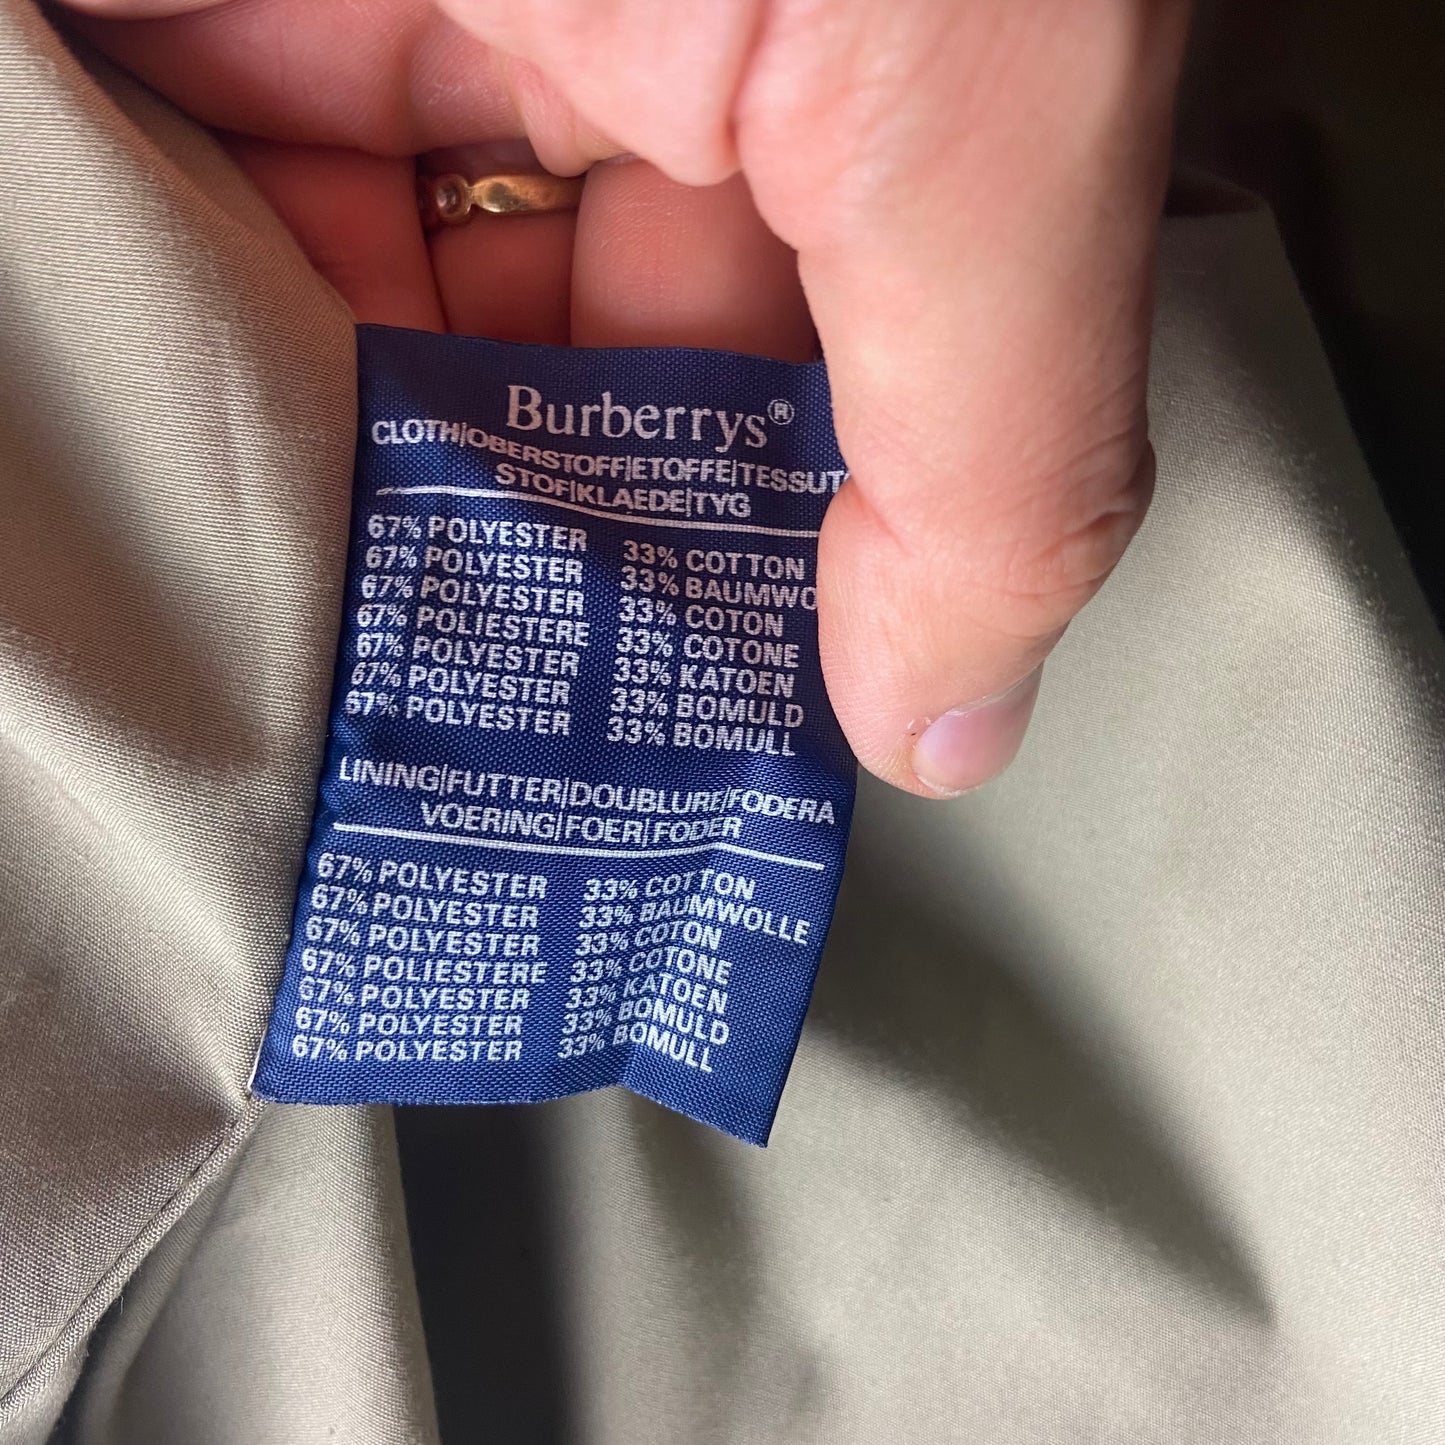 Burberrys®
CLOTH|OBERSTOFF|ETOFFE|TESSUT
STOF|KLAEDE|TYG
67% POLYESTER 33% COTTON
67% POLYESTER 33% BAUMWO
67% POLYESTER 33% COTON
67% POLIESTERE 33% COTONE
67% POLYESTER 33% KATOEN
67% POLYESTER 33% BOMULD
67% POLYESTER 33% BOMULL
LINING|FUTTER|DOUBLURE|FODERA
VOERING|FOER|FODER
67% POLYESTER 33% COTTON
67% POLYESTER 33% BAUMWOLLE
67% POLYESTER 33% COTON
67% POLIESTERE 33% COTONE
67% POLYESTER 33% KATOEN
67% POLYESTER 33% BOMULD
67% POLYESTER 33% BOMULL